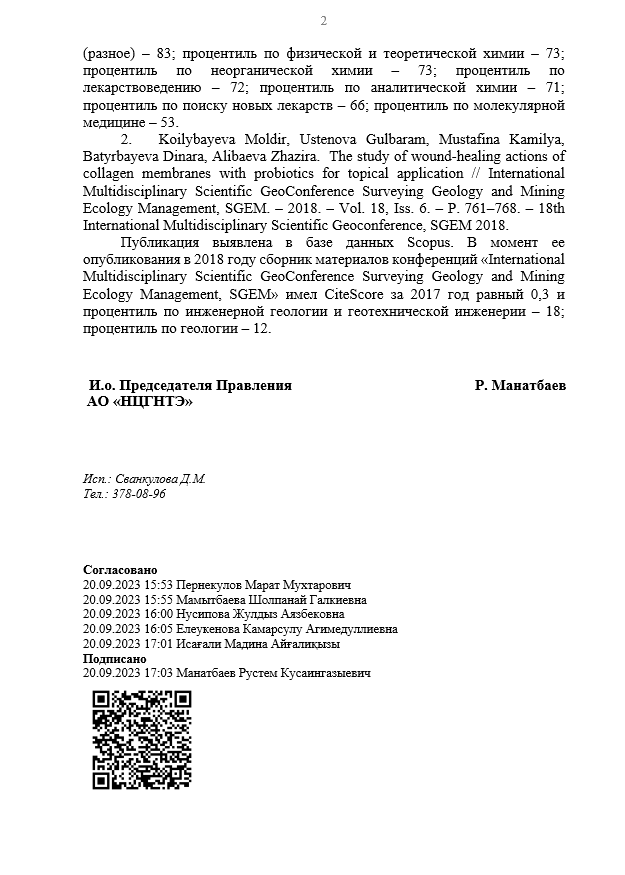 2
(разное) – 83; процентиль по физической и теоретической химии – 73;
процентиль по неорганической химии – 73; процентиль по
лекарствоведению – 72; процентиль по аналитической химии – 71;
процентиль по поиску новых лекарств – 66; процентиль по молекулярной
медицине – 53.
2. Koilybayeva Moldir, Ustenova Gulbaram, Mustafina Kamilya,
Batyrbayeva Dinara, Alibaeva Zhazira. The study of wound-healing actions of
collagen membranes with probiotics for topical application // International
Multidisciplinary Scientific GeoConference Surveying Geology and Mining
Ecology Management, SGEM. – 2018. – Vol. 18, Iss. 6. – P. 761–768. – 18th
International Multidisciplinary Scientific Geoconference, SGEM 2018.
Публикация выявлена в базе данных Scopus. В момент ее
опубликования в 2018 году сборник материалов конференций «International
Multidisciplinary Scientific GeoConference Surveying Geology and Mining
Ecology Management, SGEM» имел CiteScore за 2017 год равный 0,3 и
процентиль по инженерной геологии и геотехнической инженерии – 18;
процентиль по геологии – 12.
И.о. Председателя Правления Р. Манатбаев
АО «НЦГНТЭ»
Исп.: Сванкулова Д.М.
Тел.: 378-08-96
Согласовано
20.09.2023 15:53 Пернекулов Марат Мухтарович
20.09.2023 15:55 Мамытбаева Шолпанай Галкиевна
20.09.2023 16:00 Нусипова Жулдыз Аязбековна
20.09.2023 16:05 Елеукенова Камарсулу Агимедуллиевна
20.09.2023 17:01 Исағали Мадина Айғалиқызы
Подписано
20.09.2023 17:03 Манатбаев Рустем Кусаингазыевич